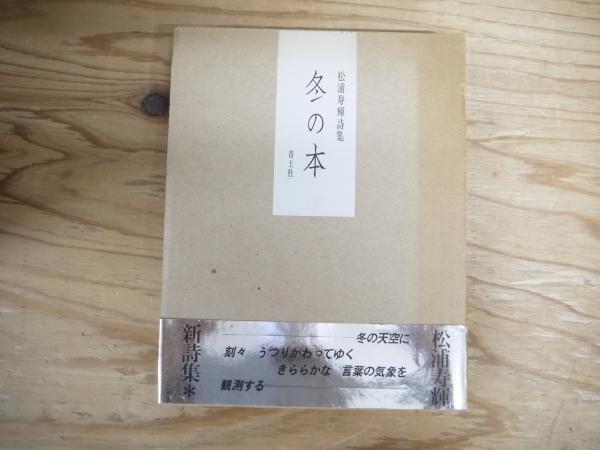 松浦寿輝詩集
冬の本
青土社
松浦寿輝
冬の天空に
刻々　うつりかわってゆく
きららかな　言葉の気象を
観測する
新詩集*